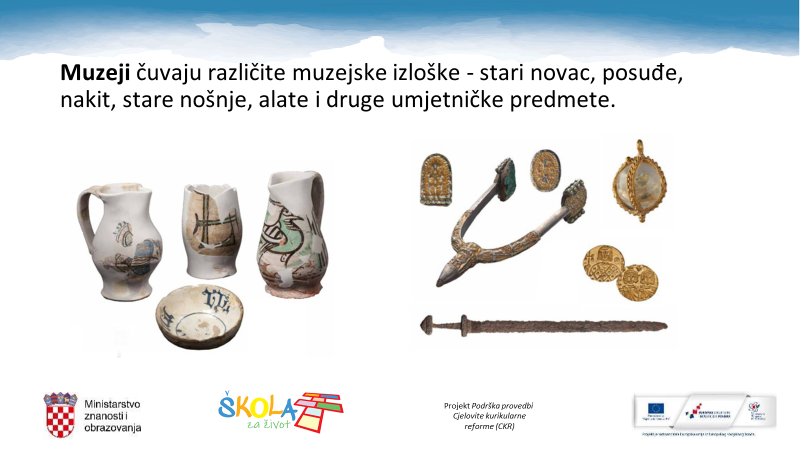 Muzeji čuvaju različite muzejske izloške - stari novac, posuđe,
nakit, stare nošnje, alate i druge umjetničke predmete.
Ministarstvo
znanosti i
obrazovanja
ŠKOLA
za život
Projekt Podrška provedbi
Cjelovite kurikularne
reforme (CKR)